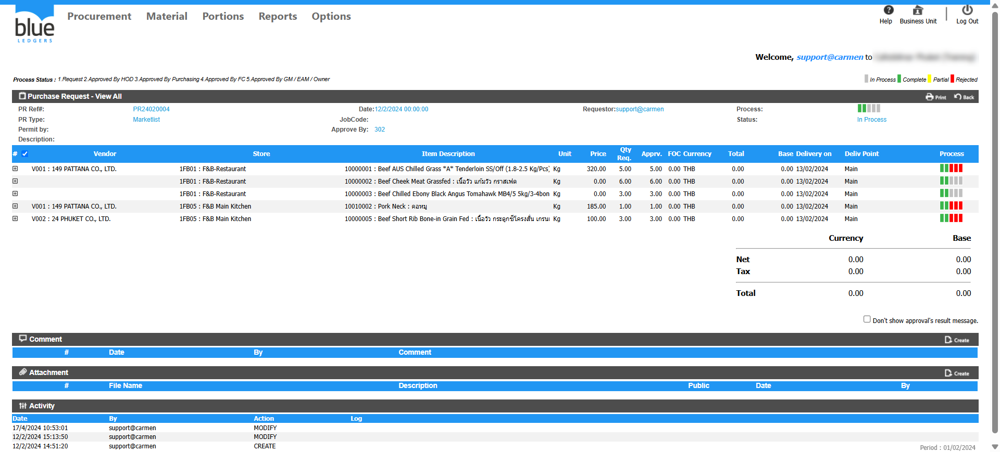 blue
LEDGERS
Procurement Material Portions Reports Options
Help Business Unit Log Out
Welcome, support@carmen to
Process Status : 1.Request 2.Approved By HOD 3.Approved By Purchasing 4.Approved By FC 5.Approved By GM / EAM / Owner
In Process Complete Partial Rejected
Purchase Request - View All Print Back
PR Ref#: PR24020004 Date:12/2/2024 00:00:00 Requestor:support@carmen Process:
PR Type: Marketlist JobCode: Status: In Process
Permit by: Approve By: 302
Description:
# Vendor Store Item Description Unit Price Qty Req. Apprv. FOC Currency Total Base Delivery on Deliv Point Process
V001 : 149 PATTANA CO., LTD. 1FB01 : F&B-Restaurant 10000001 : Beef AUS Chilled Grass *A* Tenderloin SS/Off (1.8-2.5 Kg/Pcs) Kg 320.00 5.00 5.00 0.00 THB 0.00 0.00 13/02/2024 Main
1FB01 : F&B-Restaurant 10000002 : Beef Cheek Meat Grassfed : เนื้อวัว แก้มวัว กราสเฟด Kg 0.00 6.00 6.00 0.00 THB 0.00 0.00 13/02/2024 Main
1FB01 : F&B-Restaurant 10000003 : Beef Chilled Ebony Black Angus Tomahawk MB4/5 5kg/3-4bon Kg 0.00 3.00 3.00 0.00 THB 0.00 0.00 13/02/2024 Main
V001 : 149 PATTANA CO., LTD. 1FB05 : F&B Main Kitchen 10010002 : Pork Neck : คอหมู Kg 185.00 1.00 1.00 0.00 THB 0.00 0.00 13/02/2024 Main
V002 : 24 PHUKET CO., LTD. 1FB05 : F&B Main Kitchen 10000005 : Beef Short Rib Bone-in Grain Fed : เนื้อวัว กระดูกซี่โครงสั้น Kg 100.00 3.00 3.00 0.00 THB 0.00 0.00 13/02/2024 Main
Currency Base
Net 0.00 0.00
Tax 0.00 0.00
Total 0.00 0.00
Don't show approval's result message.
Comment Create
# Date By Comment
Attachment Create
# File Name Description Public Date By
Activity
Date By Action Log
17/4/2024 10:53:01 support@carmen MODIFY
12/2/2024 15:13:50 support@carmen MODIFY
12/2/2024 14:51:20 support@carmen CREATE
Period : 01/02/2024